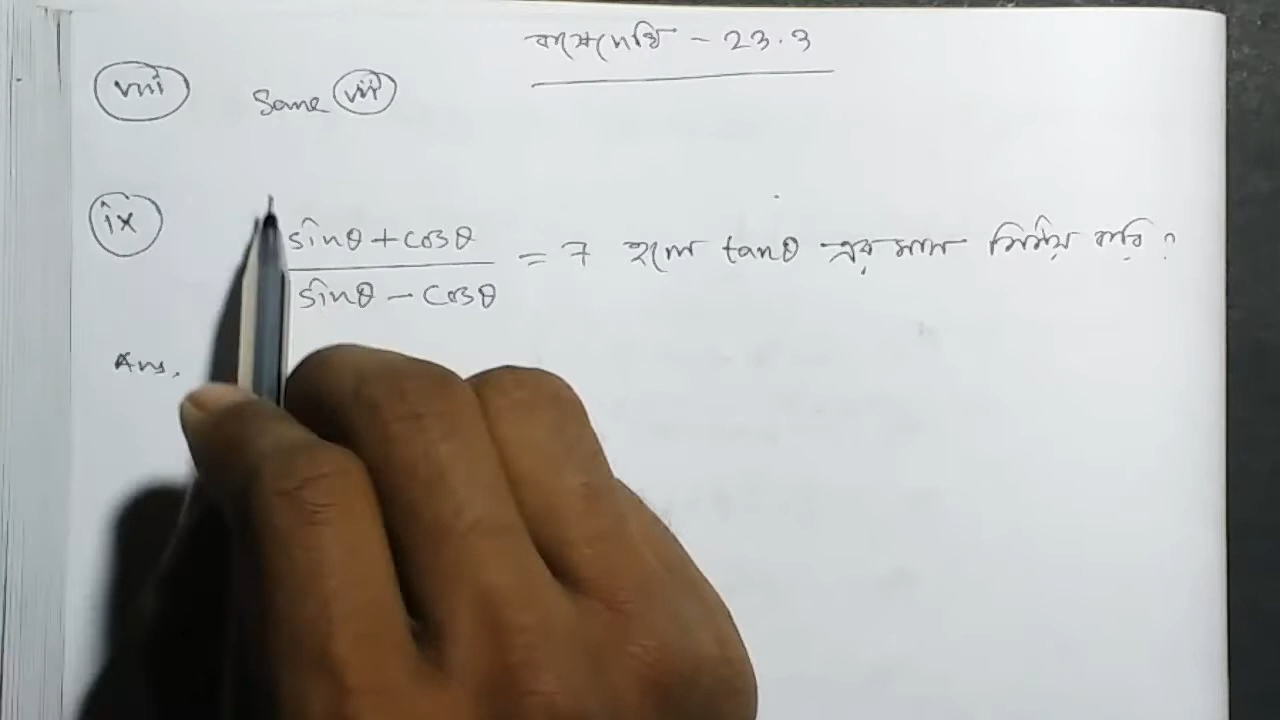 কষে দেখি - 23.3
viii Same vii
ix sinθ + cosθ / sinθ - cosθ = 7 হলে tanθ এর মান নির্ণয় করি?
Ans.